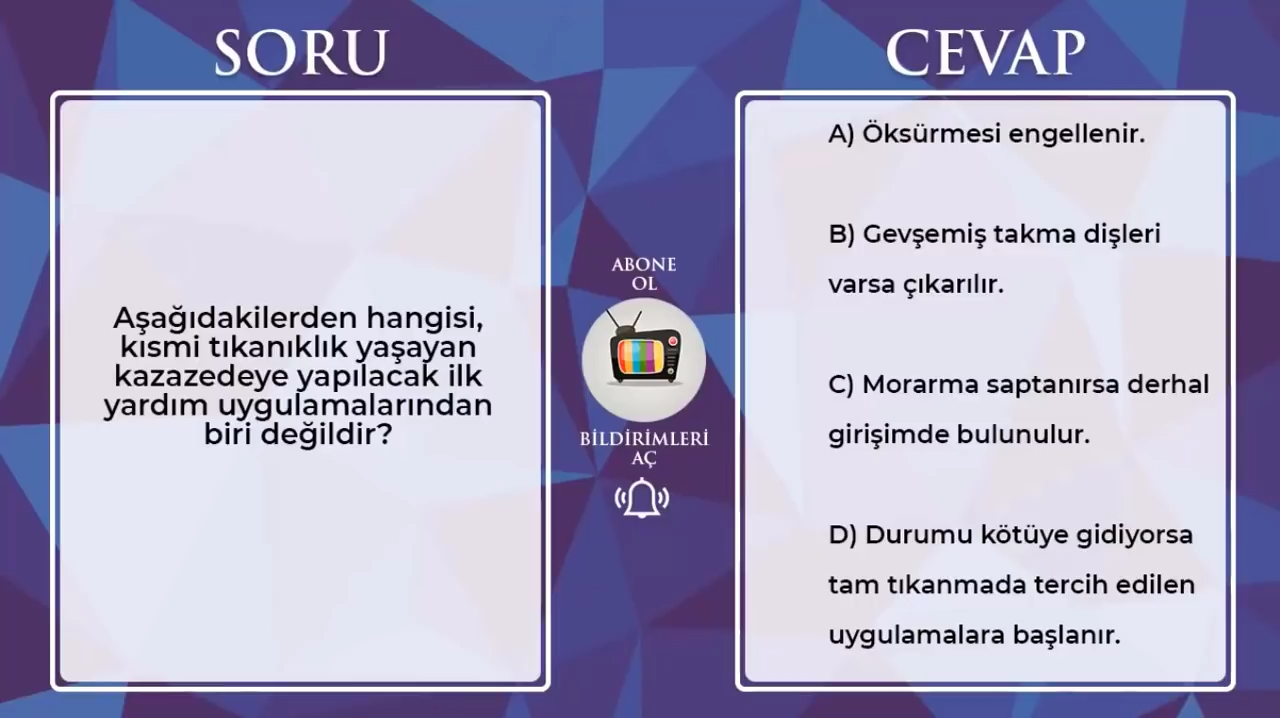 SORU
Aşağıdakilerden hangisi,
kısmi tıkanıklık yaşayan
kazazedeye yapılacak ilk
yardım uygulamalarından
biri değildir?
ABONE
OL
BİLDİRİMLERİ
AÇ
CEVAP
A) Öksürmesi engellenir.
B) Gevşemiş takma dişleri
varsa çıkarılır.
C) Morarma saptanırsa derhal
girişimde bulunulur.
D) Durumu kötüye gidiyorsa
tam tıkanmada tercih edilen
uygulamalara başlanır.